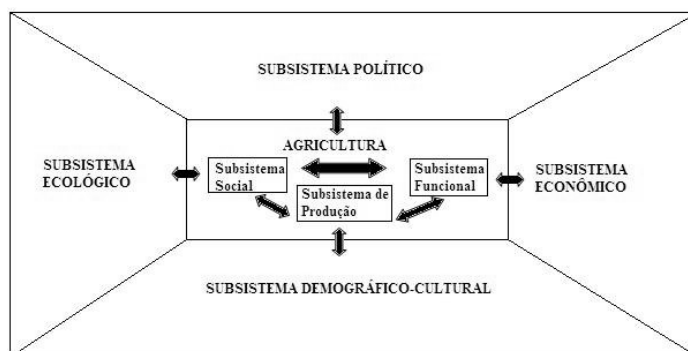 SUBSISTEMA POLÍTICO
AGRICULTURA
SUBSISTEMA
ECOLÓGICO
Subsistema
Social
Subsistema de
Produção
Subsistema
Funcional
SUBSISTEMA
ECONÔMICO
SUBSISTEMA DEMOGRÁFICO-CULTURAL